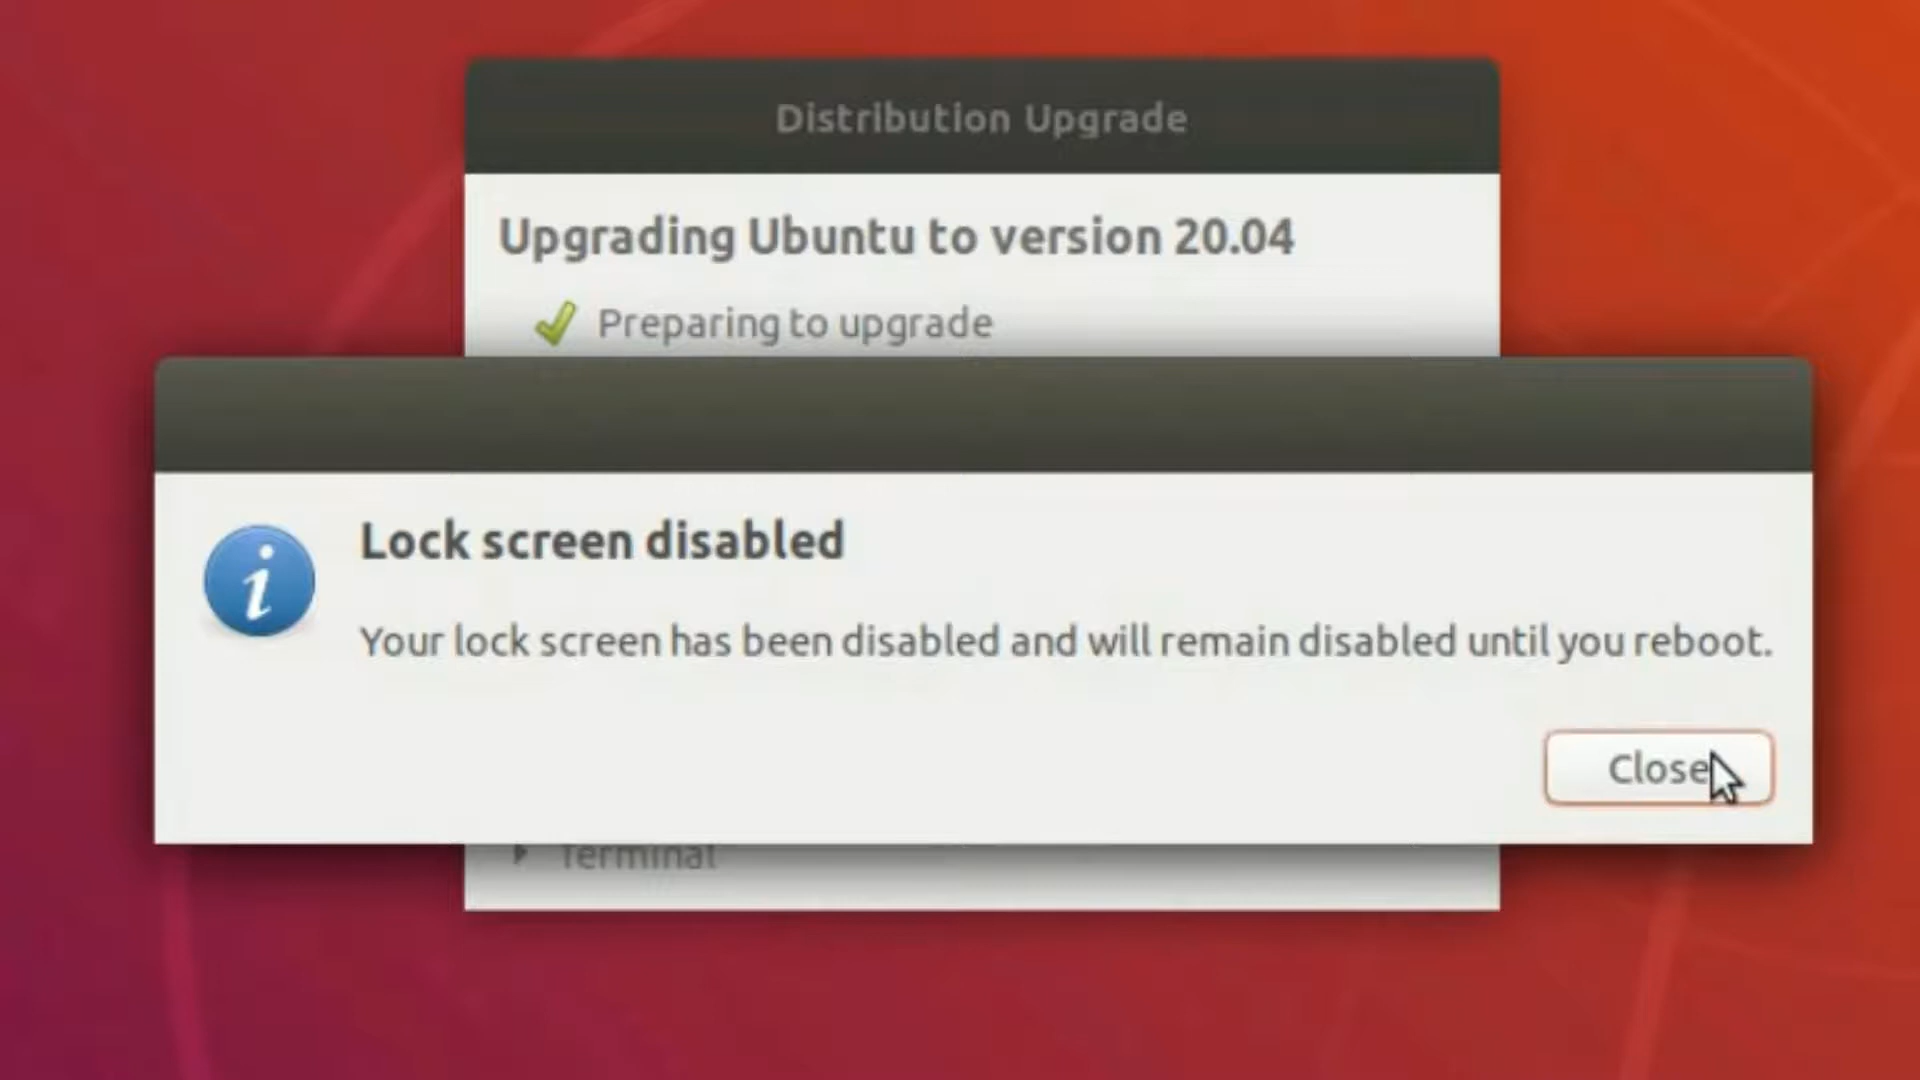 Distribution Upgrade
Upgrading Ubuntu to version 20.04
Preparing to upgrade
Lock screen disabled
Your lock screen has been disabled and will remain disabled until you reboot.
Close
Terminal